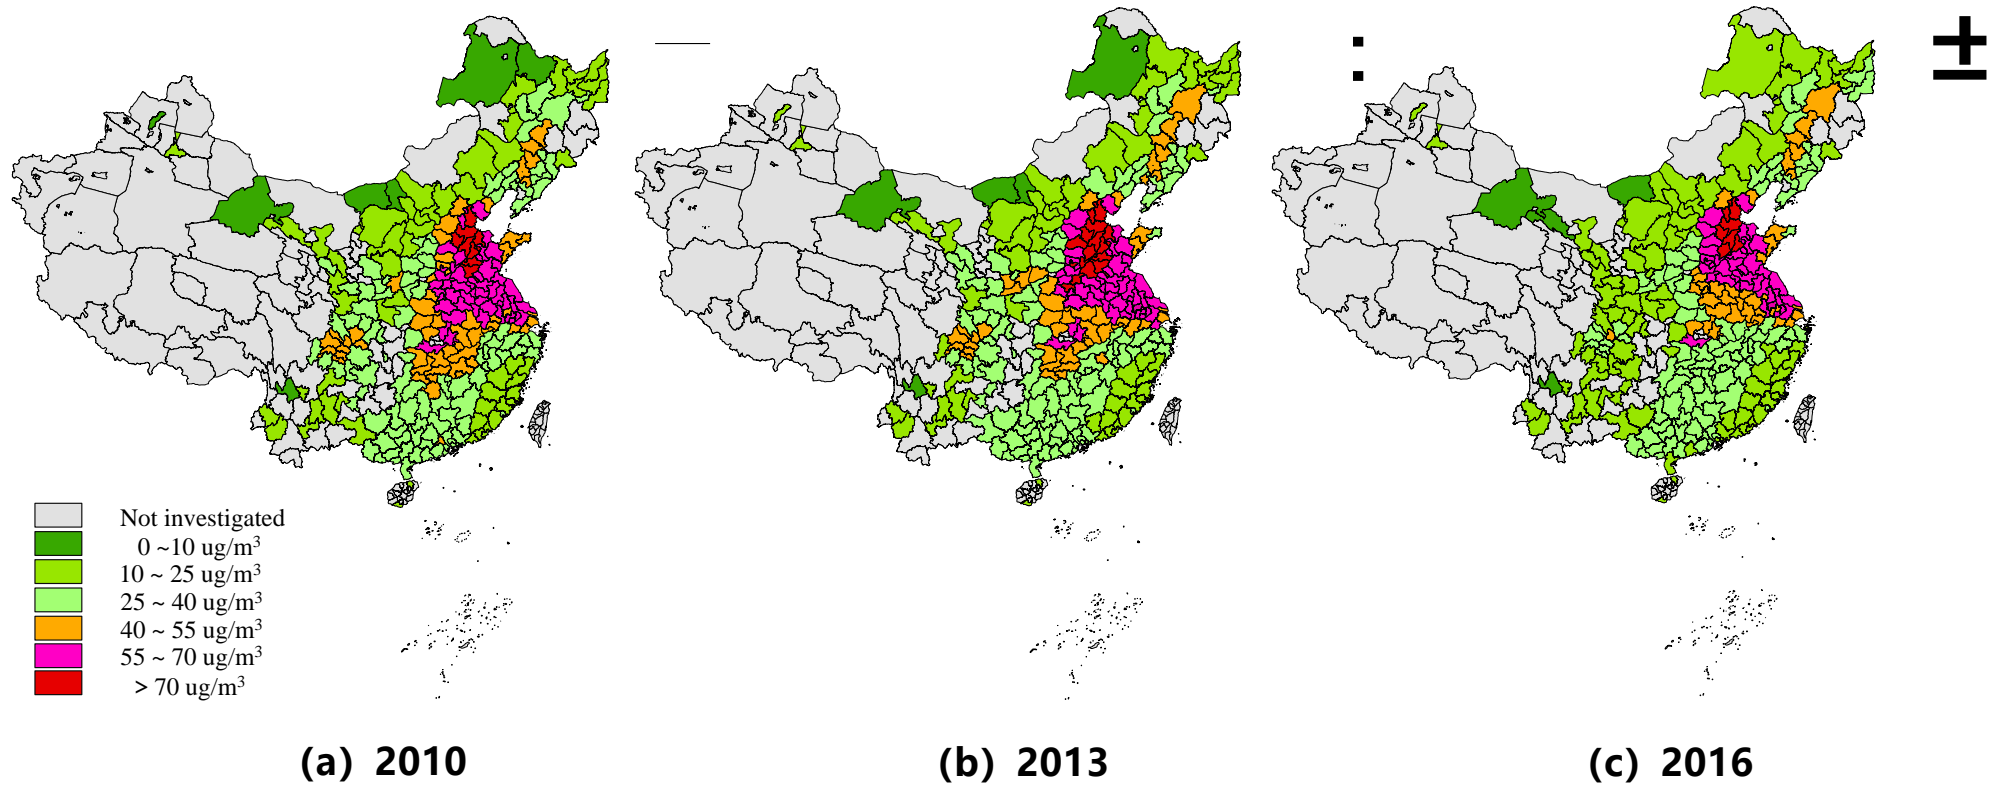 :
±
Not investigated
0 ~10 ug/m³
10 ~ 25 ug/m³
25 ~ 40 ug/m³
40 ~ 55 ug/m³
55 ~ 70 ug/m³
> 70 ug/m³
(a) 2010
(b) 2013
(c) 2016